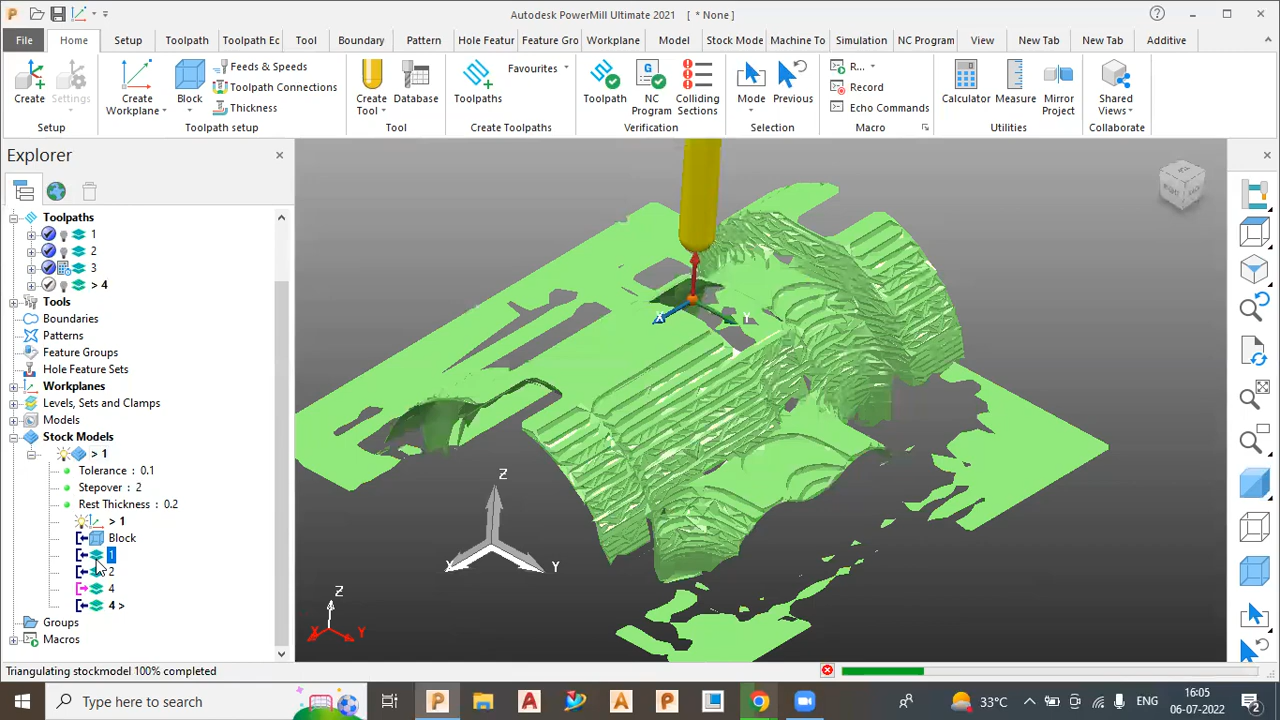 Autodesk PowerMill Ultimate 2021 [ * None ]
File Home Setup Toolpath Toolpath Ec Tool Boundary Pattern Hole Featur Feature Gro Workplane Model Stock Mode Machine To Simulation NC Program View New Tab New Tab Additive
Create
Settings
Setup
Create
Workplane
Block
Feeds & Speeds
Toolpath Connections
Thickness
Toolpath setup
Create
Tool
Database
Tool
Toolpaths
Favourites
Create Toolpaths
Toolpath
NC
Program
Colliding
Sections
Verification
Mode
Previous
Selection
R...
Record
Echo Commands
Macro
Calculator
Measure
Mirror
Project
Utilities
Shared
Views
Collaborate
Explorer
Toolpaths
1
2
3
> 4
Tools
Boundaries
Patterns
Feature Groups
Hole Feature Sets
Workplanes
Levels, Sets and Clamps
Models
Stock Models
> 1
Tolerance : 0.1
Stepover : 2
Rest Thickness : 0.2
> 1
Block
1
2
4
4 >
Groups
Macros
X Y
Z
X Y
Z
X Y
Triangulating stockmodel 100% completed
Type here to search
33°C
ENG
16:05
06-07-2022
2